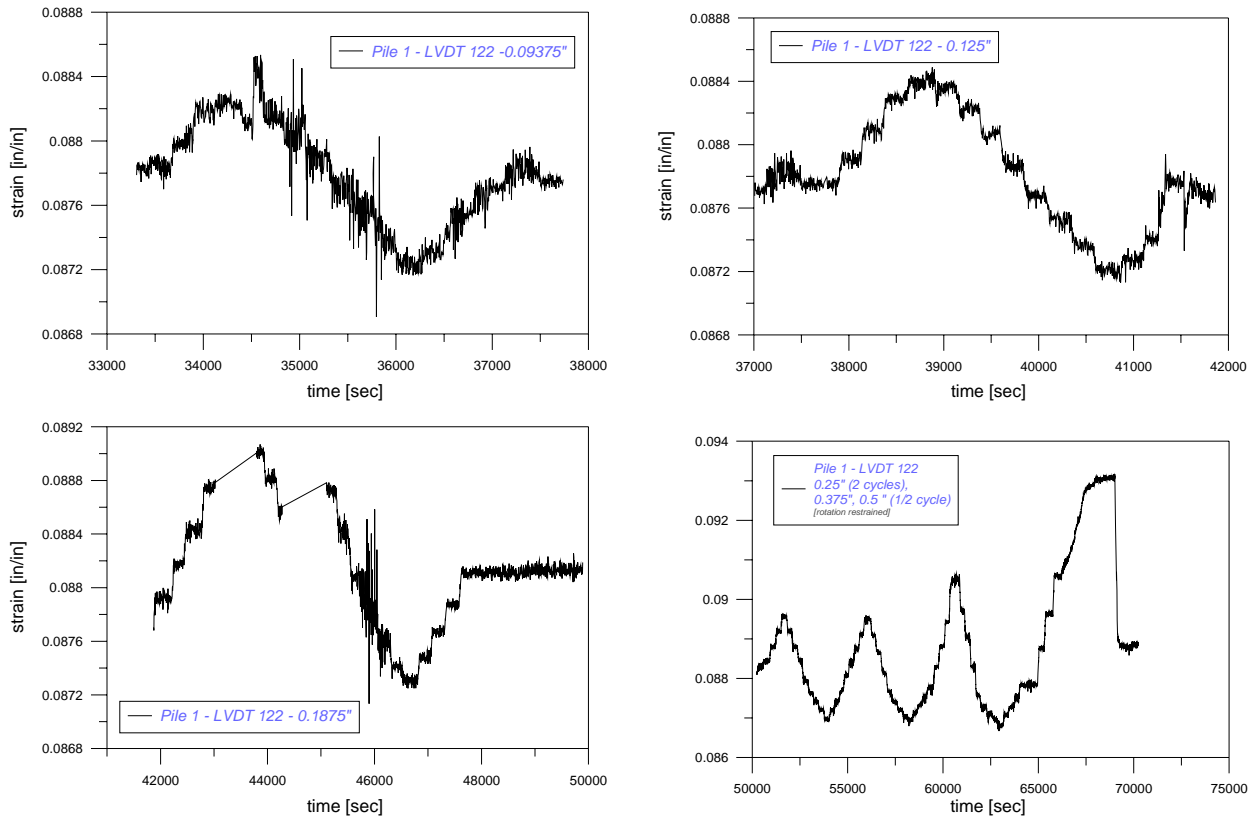 0.0888
0.0884
0.088
0.0876
0.0872
0.0868
strain [in/in]
Pile 1 - LVDT 122 -0.09375"
33000 34000 35000 36000 37000 38000
time [sec]
0.0888
0.0884
0.088
0.0876
0.0872
0.0868
strain [in/in]
Pile 1 - LVDT 122 - 0.125"
37000 38000 39000 40000 41000 42000
time [sec]
0.0892
0.0888
0.0884
0.088
0.0876
0.0872
0.0868
strain [in/in]
Pile 1 - LVDT 122 - 0.1875"
42000 44000 46000 48000 50000
time [sec]
0.094
0.092
0.09
0.088
0.086
strain [in/in]
Pile 1 - LVDT 122
0.25" (2 cycles),
0.375", 0.5 " (1/2 cycle)
[rotation restrained]
50000 55000 60000 65000 70000 75000
time [sec]